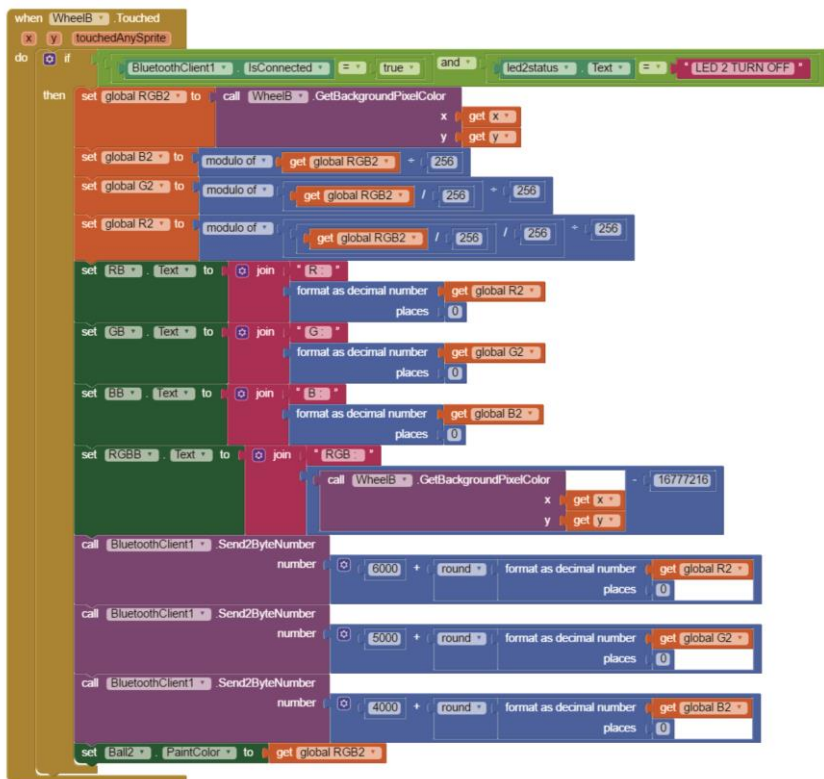 when WheelB .Touched
x y touchedAnySprite
do if BluetoothClient1 . IsConnected = true and led2status . Text = " LED 2 TURN OFF "
then set global RGB2 to call WheelB .GetBackgroundPixelColor
x get x
y get y
set global B2 to modulo of get global RGB2 ÷ 256
set global G2 to modulo of get global RGB2 / 256 ÷ 256
set global R2 to modulo of get global RGB2 / 256 / 256 ÷ 256
set RB . Text to join " R : "
format as decimal number get global R2
places 0
set GB . Text to join " G : "
format as decimal number get global G2
places 0
set BB . Text to join " B : "
format as decimal number get global B2
places 0
set RGBB . Text to join " RGB : "
call WheelB .GetBackgroundPixelColor - 16777216
x get x
y get y
call BluetoothClient1 .Send2ByteNumber
number 6000 + round format as decimal number get global R2
places 0
call BluetoothClient1 .Send2ByteNumber
number 5000 + round format as decimal number get global G2
places 0
call BluetoothClient1 .Send2ByteNumber
number 4000 + round format as decimal number get global B2
places 0
set Ball2 . PaintColor to get global RGB2